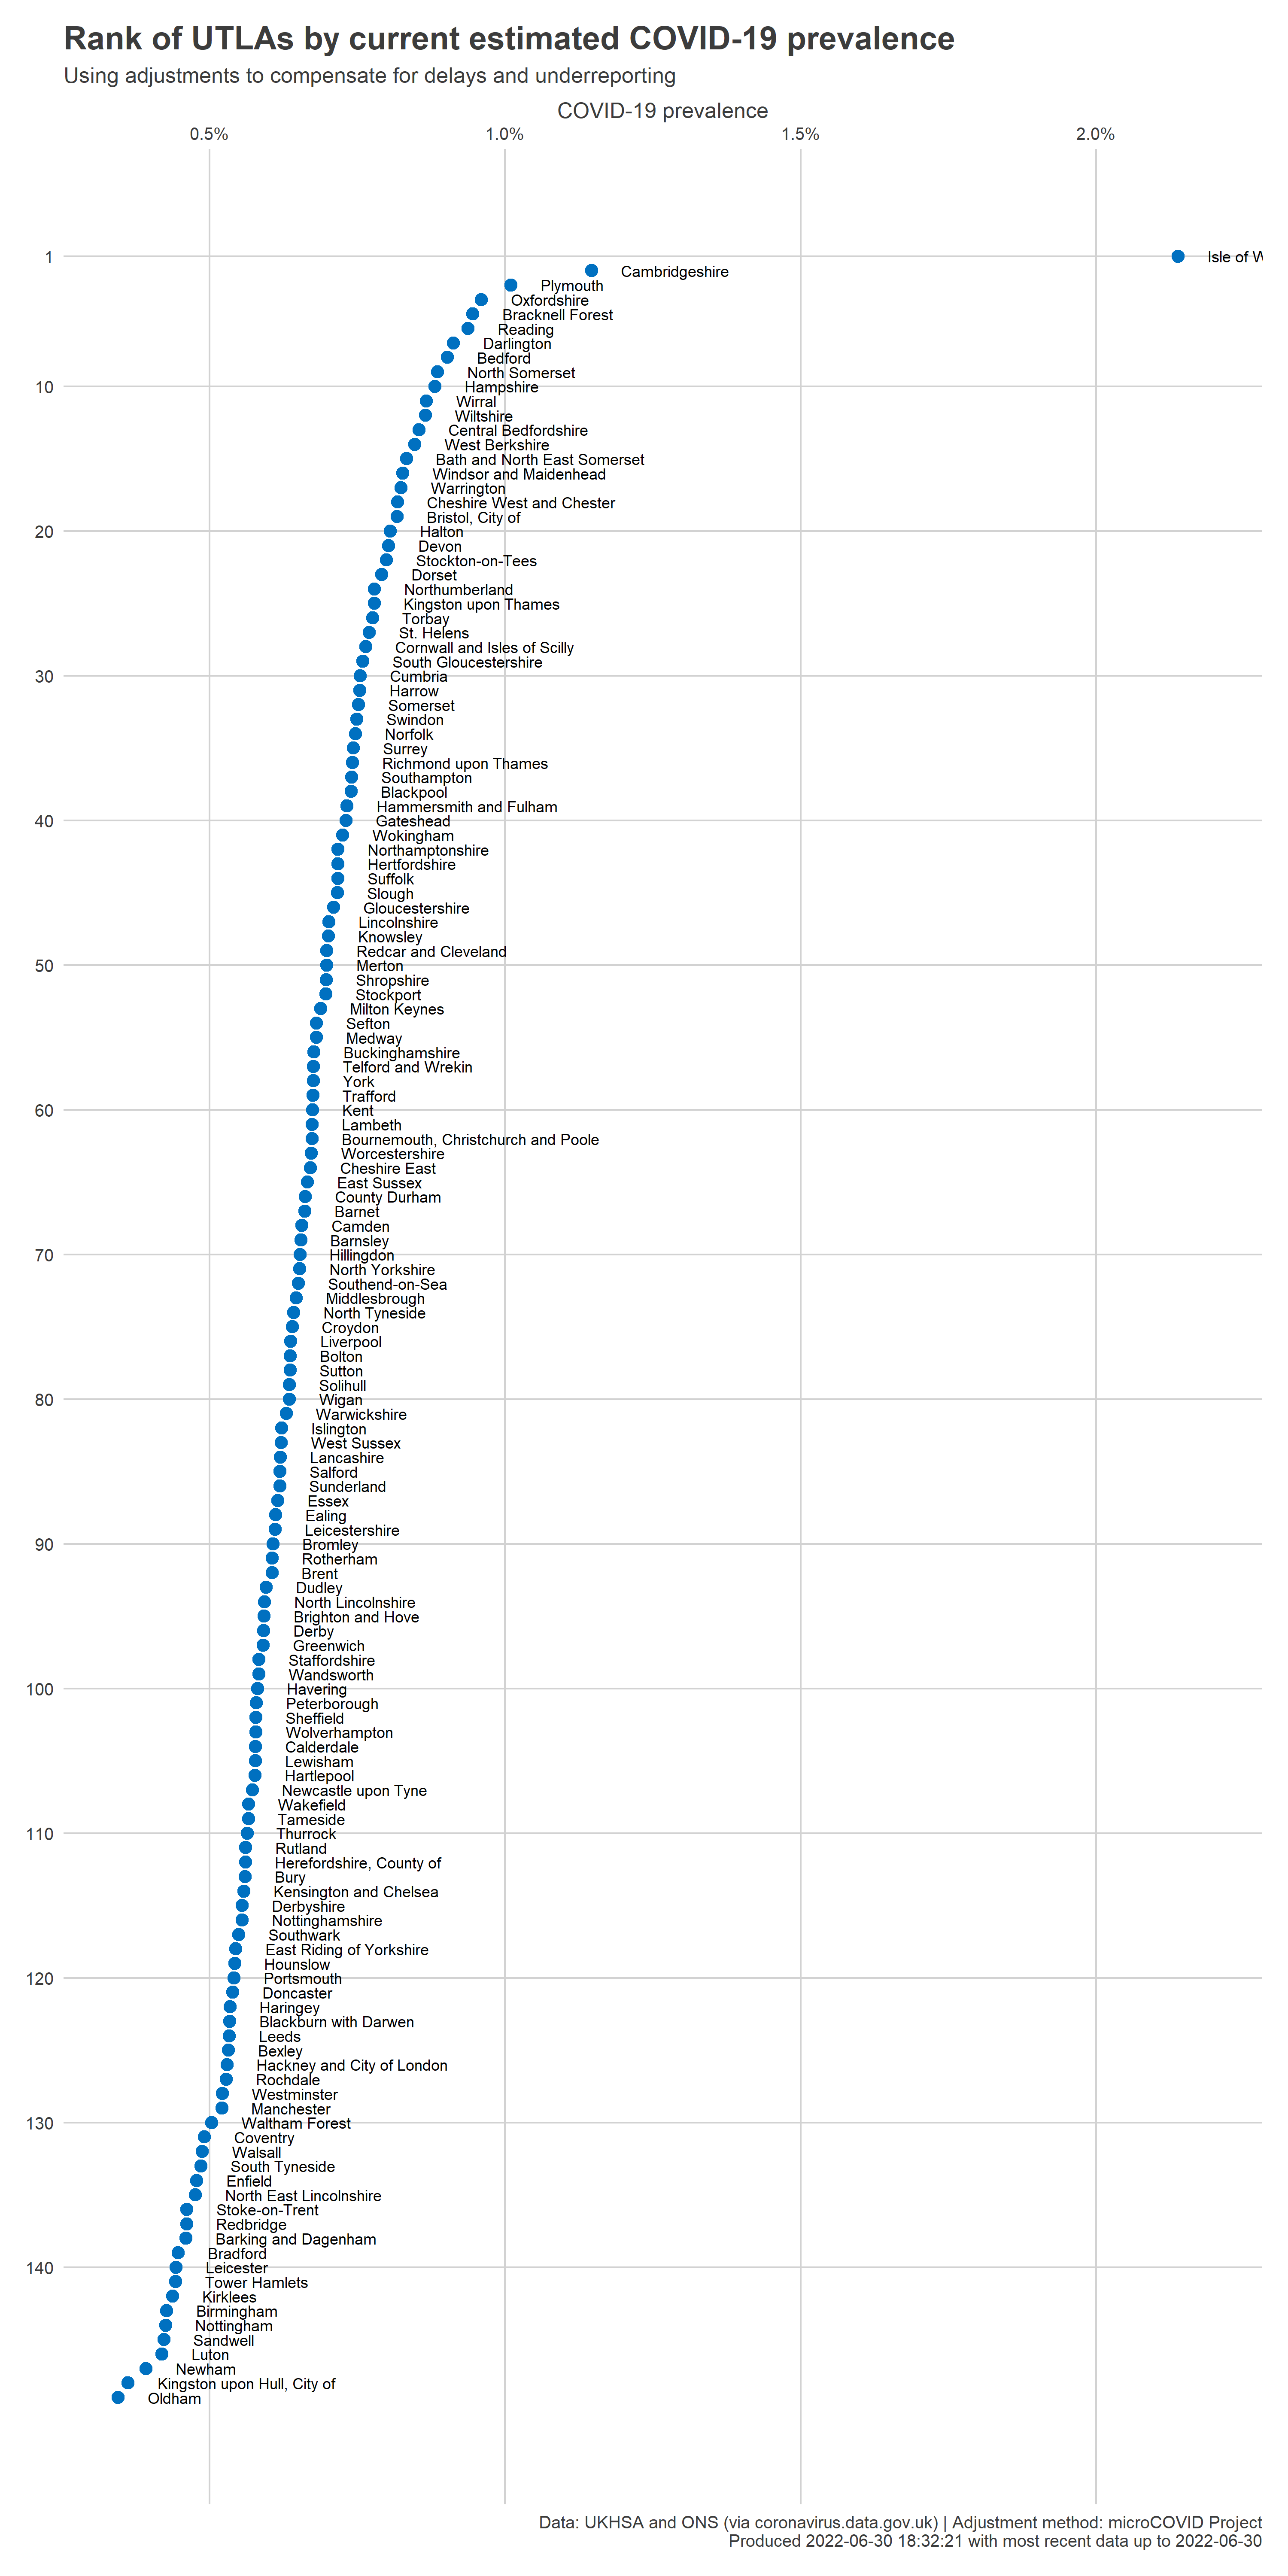 Rank of UTLAs by current estimated COVID-19 prevalence
Using adjustments to compensate for delays and underreporting
COVID-19 prevalence
0.5% 1.0% 1.5% 2.0%
1 Isle of W
Cambridgeshire
Plymouth
Oxfordshire
Bracknell Forest
Reading
Darlington
Bedford
North Somerset
10 Hampshire
Wirral
Wiltshire
Central Bedfordshire
West Berkshire
Bath and North East Somerset
Windsor and Maidenhead
Warrington
Cheshire West and Chester
Bristol, City of
20 Halton
Devon
Stockton-on-Tees
Dorset
Northumberland
Kingston upon Thames
Torbay
St. Helens
Cornwall and Isles of Scilly
South Gloucestershire
30 Cumbria
Harrow
Somerset
Swindon
Norfolk
Surrey
Richmond upon Thames
Southampton
Blackpool
Hammersmith and Fulham
40 Gateshead
Wokingham
Northamptonshire
Hertfordshire
Suffolk
Slough
Gloucestershire
Lincolnshire
Knowsley
Redcar and Cleveland
50 Merton
Shropshire
Stockport
Milton Keynes
Sefton
Medway
Buckinghamshire
Telford and Wrekin
York
Trafford
60 Kent
Lambeth
Bournemouth, Christchurch and Poole
Worcestershire
Cheshire East
East Sussex
County Durham
Barnet
Camden
Barnsley
70 Hillingdon
North Yorkshire
Southend-on-Sea
Middlesbrough
North Tyneside
Croydon
Liverpool
Bolton
Sutton
Solihull
80 Wigan
Warwickshire
Islington
West Sussex
Lancashire
Salford
Sunderland
Essex
Ealing
Leicestershire
90 Bromley
Rotherham
Brent
Dudley
North Lincolnshire
Brighton and Hove
Derby
Greenwich
Staffordshire
Wandsworth
100 Havering
Peterborough
Sheffield
Wolverhampton
Calderdale
Lewisham
Hartlepool
Newcastle upon Tyne
Wakefield
Tameside
110 Thurrock
Rutland
Herefordshire, County of
Bury
Kensington and Chelsea
Derbyshire
Nottinghamshire
Southwark
East Riding of Yorkshire
Hounslow
120 Portsmouth
Doncaster
Haringey
Blackburn with Darwen
Leeds
Bexley
Hackney and City of London
Rochdale
Westminster
Manchester
130 Waltham Forest
Coventry
Walsall
South Tyneside
Enfield
North East Lincolnshire
Stoke-on-Trent
Redbridge
Barking and Dagenham
Bradford
140 Leicester
Tower Hamlets
Kirklees
Birmingham
Nottingham
Sandwell
Luton
Newham
Kingston upon Hull, City of
Oldham
Data: UKHSA and ONS (via coronavirus.data.gov.uk) | Adjustment method: microCOVID Project
Produced 2022-06-30 18:32:21 with most recent data up to 2022-06-30